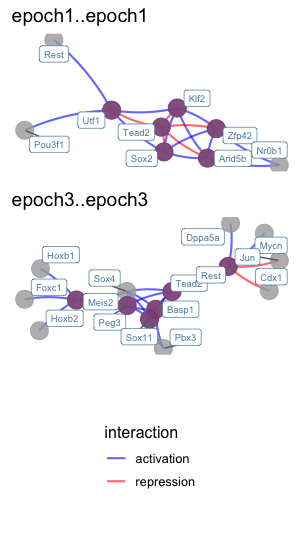 epoch1..epoch1
Rest
Klf2
Utf1
Tead2
Zfp42
Pou3f1
Nr0b1
Sox2
Arid5b
epoch3..epoch3
Dppa5a
Mycn
Hoxb1
Jun
Sox4
Rest
Cdx1
Foxc1
Tead2
Meis2
Basp1
Hoxb2
Peg3
Sox11
Pbx3
interaction
activation
repression